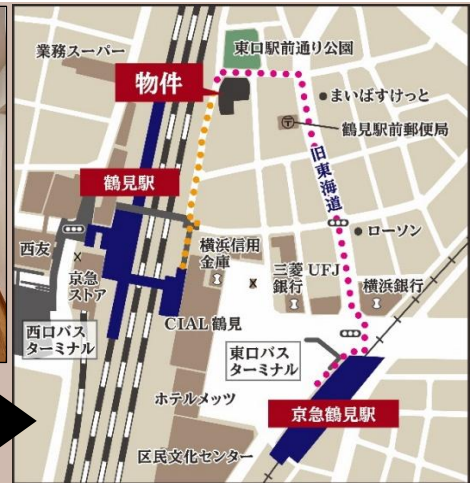 業務スーパー
東口駅前通り公園
物件
まいばすけっと
鶴見駅前郵便局
鶴見駅
旧東海道
ローソン
西友
横浜信用
金庫
京急
ストア
三菱UFJ
銀行
横浜銀行
CIAL鶴見
西口バス
ターミナル
東口バス
ターミナル
ホテルメッツ
京急鶴見駅
区民文化センター